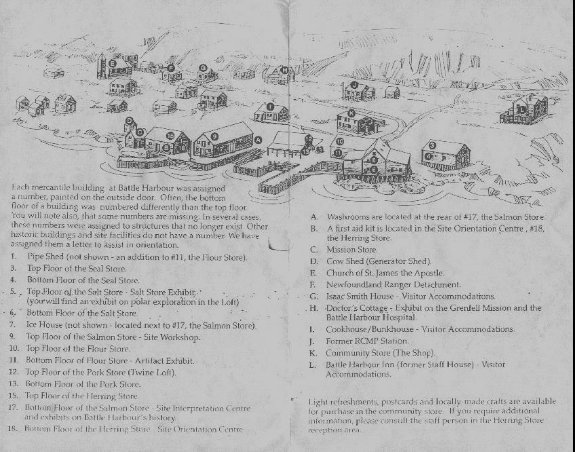 Each mercantile building at Battle Harbour was assigned
a number, painted on the outside door. Often, the bottom
floor of a building was numbered differently than the top floor.
You will note also, that some numbers are missing. In several cases,
these numbers were assigned to structures that no longer exist. Other
historic buildings and site facilities do not have a number. We have
assigned them a letter to assist in orientation.
1. Pipe Shed (not shown - an addition to #11, the Flour Store).
3. Top Floor of the Seal Store.
4. Bottom Floor of the Seal Store.
5. Top Floor of the Salt Store - Salt Store Exhibit.
(you will find an exhibit on polar exploration in the Loft)
6. Bottom Floor of the Salt Store.
7. Ice House (not shown - located next to #17, the Salmon Store).
9. Top Floor of the Salmon Store - Site Workshop.
10. Top Floor of the Flour Store.
11. Bottom Floor of Flour Store - Artifact Exhibit.
12. Top Floor of the Pork Store (Twine Loft).
13. Bottom Floor of the Pork Store.
15. Top Floor of the Herring Store.
17. Bottom Floor of the Salmon Store - Site Interpretation Centre
and exhibits on Battle Harbour's history.
18. Bottom Floor of the Herring Store - Site Orientation Centre
A. Washrooms are located at the rear of #17, the Salmon Store.
B. A first aid kit is located in the Site Orientation Centre, #18,
the Herring Store.
C. Mission Store.
D. Cow Shed (Generator Shed).
E. Church of St. James the Apostle.
F. Newfoundland Ranger Detachment.
G. Isaac Smith House - Visitor Accommodations.
H. Doctor's Cottage - Exhibit on the Grenfell Mission and the
Battle Harbour Hospital.
I. Cookhouse/Bunkhouse - Visitor Accommodations.
J. Former RCMP Station.
K. Community Store (The Shop).
L. Battle Harbour Inn (former Staff House) - Visitor
Accommodations.
Light refreshments, postcards and locally-made crafts are available
for purchase in the community store. If you require additional
information, please consult the staff person in the Herring Store
reception area.